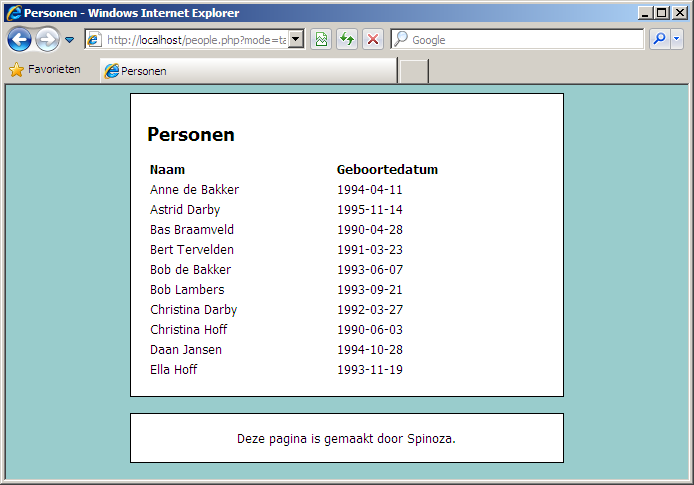 Personen - Windows Internet Explorer
http://localhost/people.php?mode=ta
Google
Favorieten
Personen
Personen
Naam Geboortedatum
Anne de Bakker 1994-04-11
Astrid Darby 1995-11-14
Bas Braamveld 1990-04-28
Bert Tervelden 1991-03-23
Bob de Bakker 1993-06-07
Bob Lambers 1993-09-21
Christina Darby 1992-03-27
Christina Hoff 1990-06-03
Daan Jansen 1994-10-28
Ella Hoff 1993-11-19
Deze pagina is gemaakt door Spinoza.